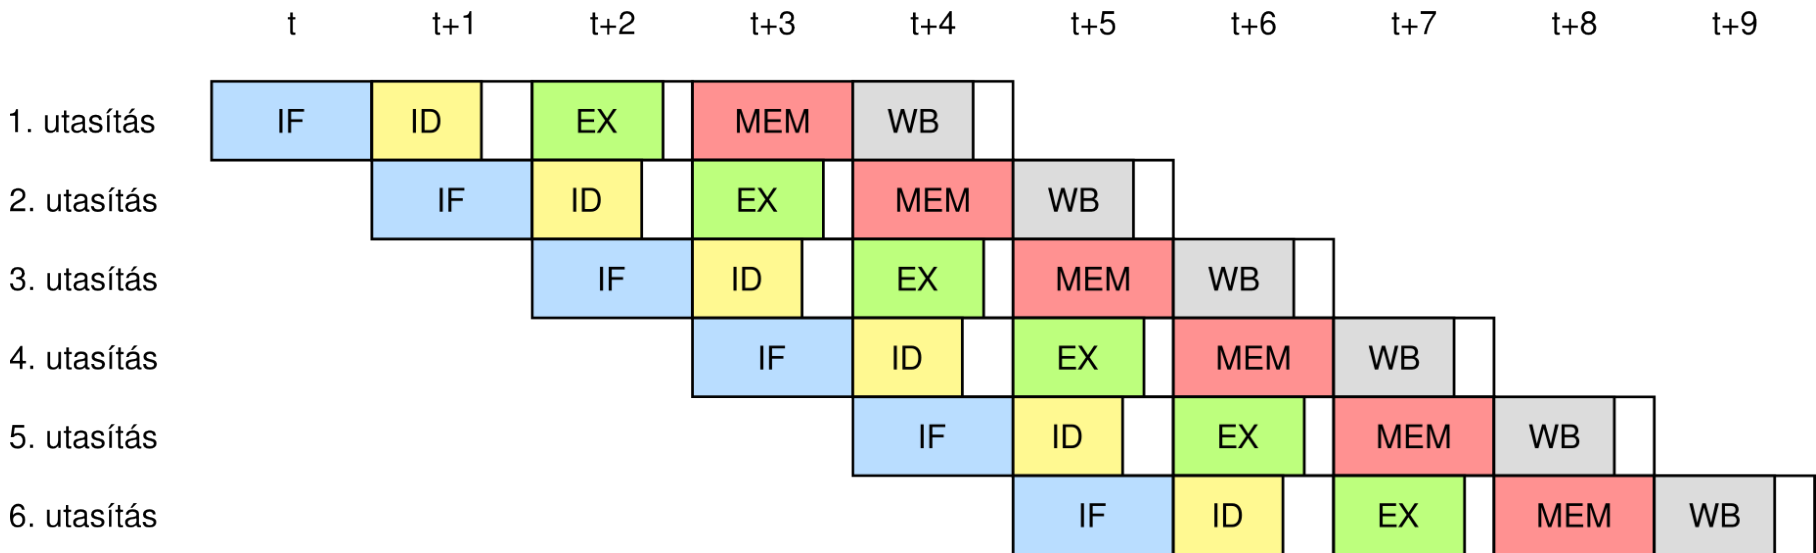 t t+1 t+2 t+3 t+4 t+5 t+6 t+7 t+8 t+9
1. utasítás IF ID EX MEM WB
2. utasítás IF ID EX MEM WB
3. utasítás IF ID EX MEM WB
4. utasítás IF ID EX MEM WB
5. utasítás IF ID EX MEM WB
6. utasítás IF ID EX MEM WB